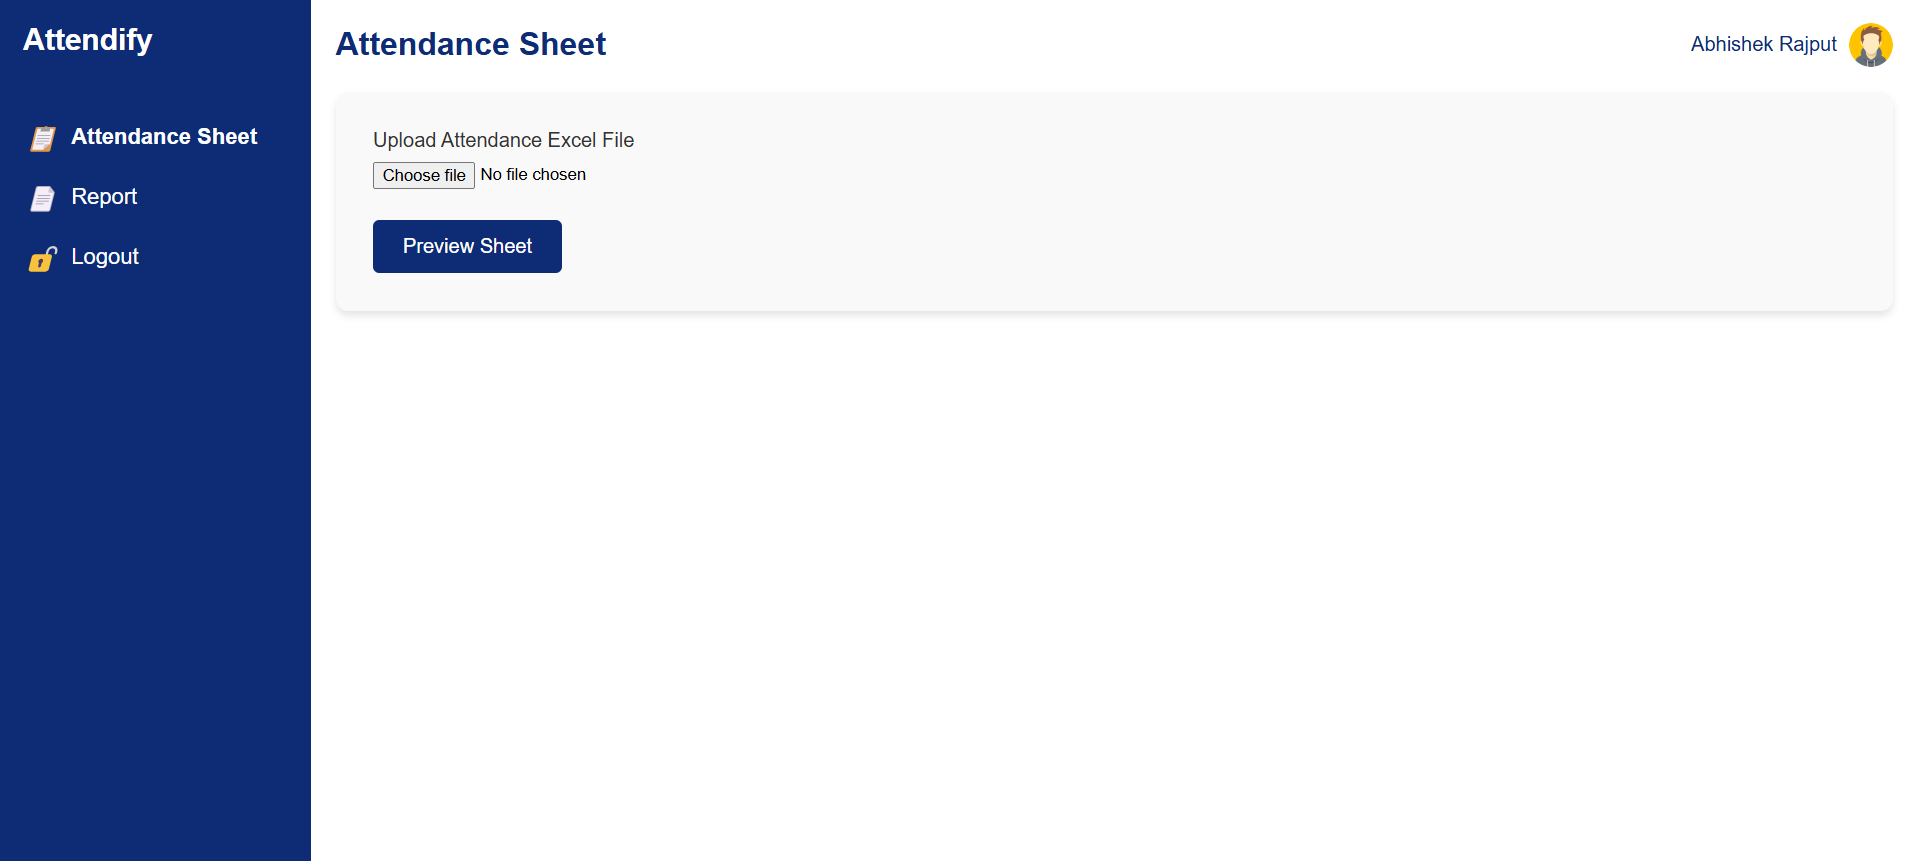 Attendify
Attendance Sheet
Report
Logout
Attendance Sheet
Abhishek Rajput
Upload Attendance Excel File
Choose file No file chosen
Preview Sheet